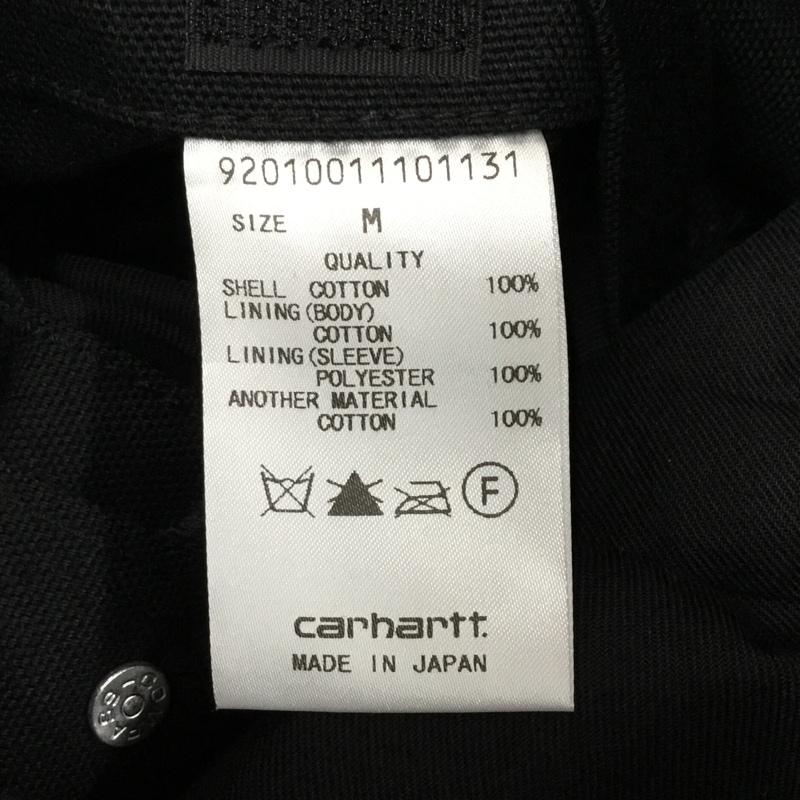 92010011101131
SIZE M
QUALITY
SHELL COTTON 100%
LINING(BODY)
COTTON 100%
LINING(SLEEVE)
POLYESTER 100%
ANOTHER MATERIAL
COTTON 100%
F
carhartt.
MADE IN JAPAN